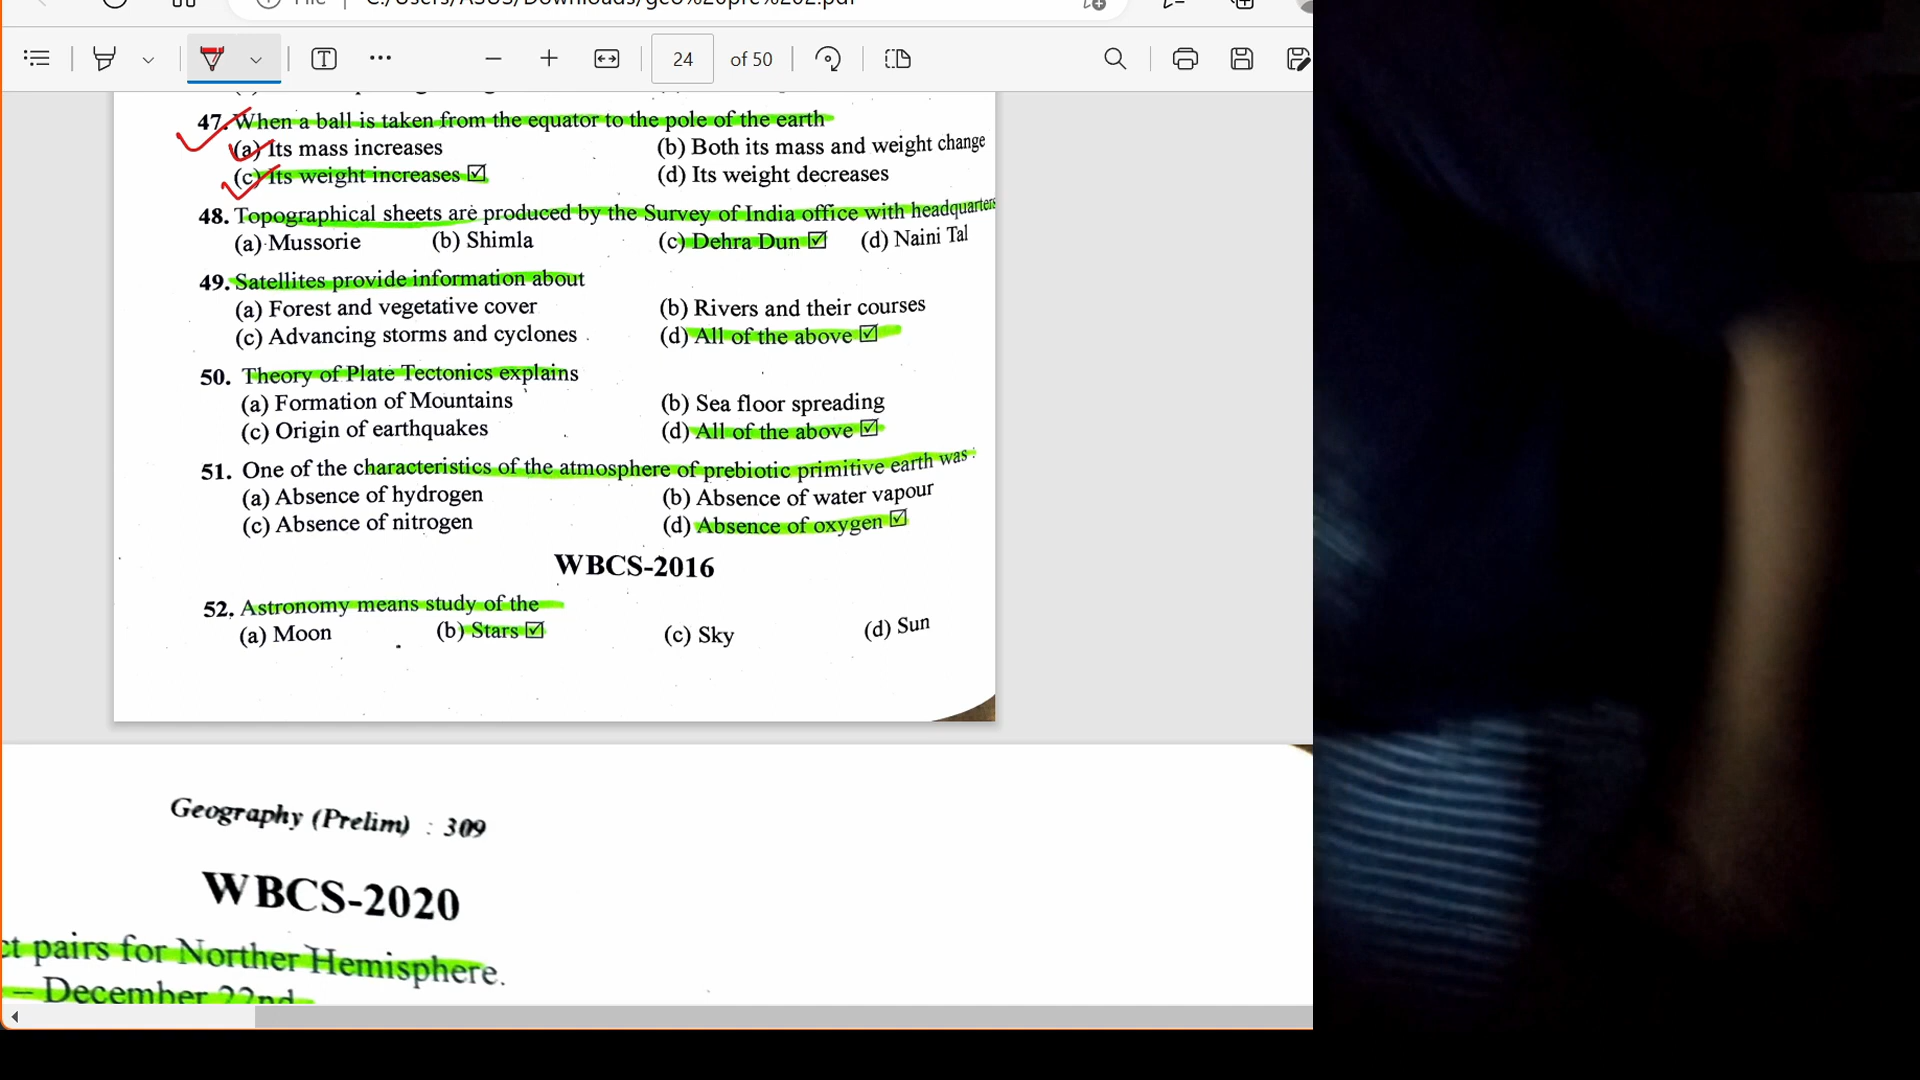 24 of 50
47. When a ball is taken from the equator to the pole of the earth
(a) Its mass increases (b) Both its mass and weight change
(c) Its weight increases ☑ (d) Its weight decreases
48. Topographical sheets are produced by the Survey of India office with headquarters
(a) Mussorie (b) Shimla (c) Dehra Dun ☑ (d) Naini Tal
49. Satellites provide information about
(a) Forest and vegetative cover (b) Rivers and their courses
(c) Advancing storms and cyclones (d) All of the above ☑
50. Theory of Plate Tectonics explains
(a) Formation of Mountains (b) Sea floor spreading
(c) Origin of earthquakes (d) All of the above ☑
51. One of the characteristics of the atmosphere of prebiotic primitive earth was :
(a) Absence of hydrogen (b) Absence of water vapour
(c) Absence of nitrogen (d) Absence of oxygen ☑
WBCS-2016
52. Astronomy means study of the
(a) Moon (b) Stars ☑ (c) Sky (d) Sun
Geography (Prelim) : 309
WBCS-2020
pairs for Norther Hemisphere.
– December 22nd